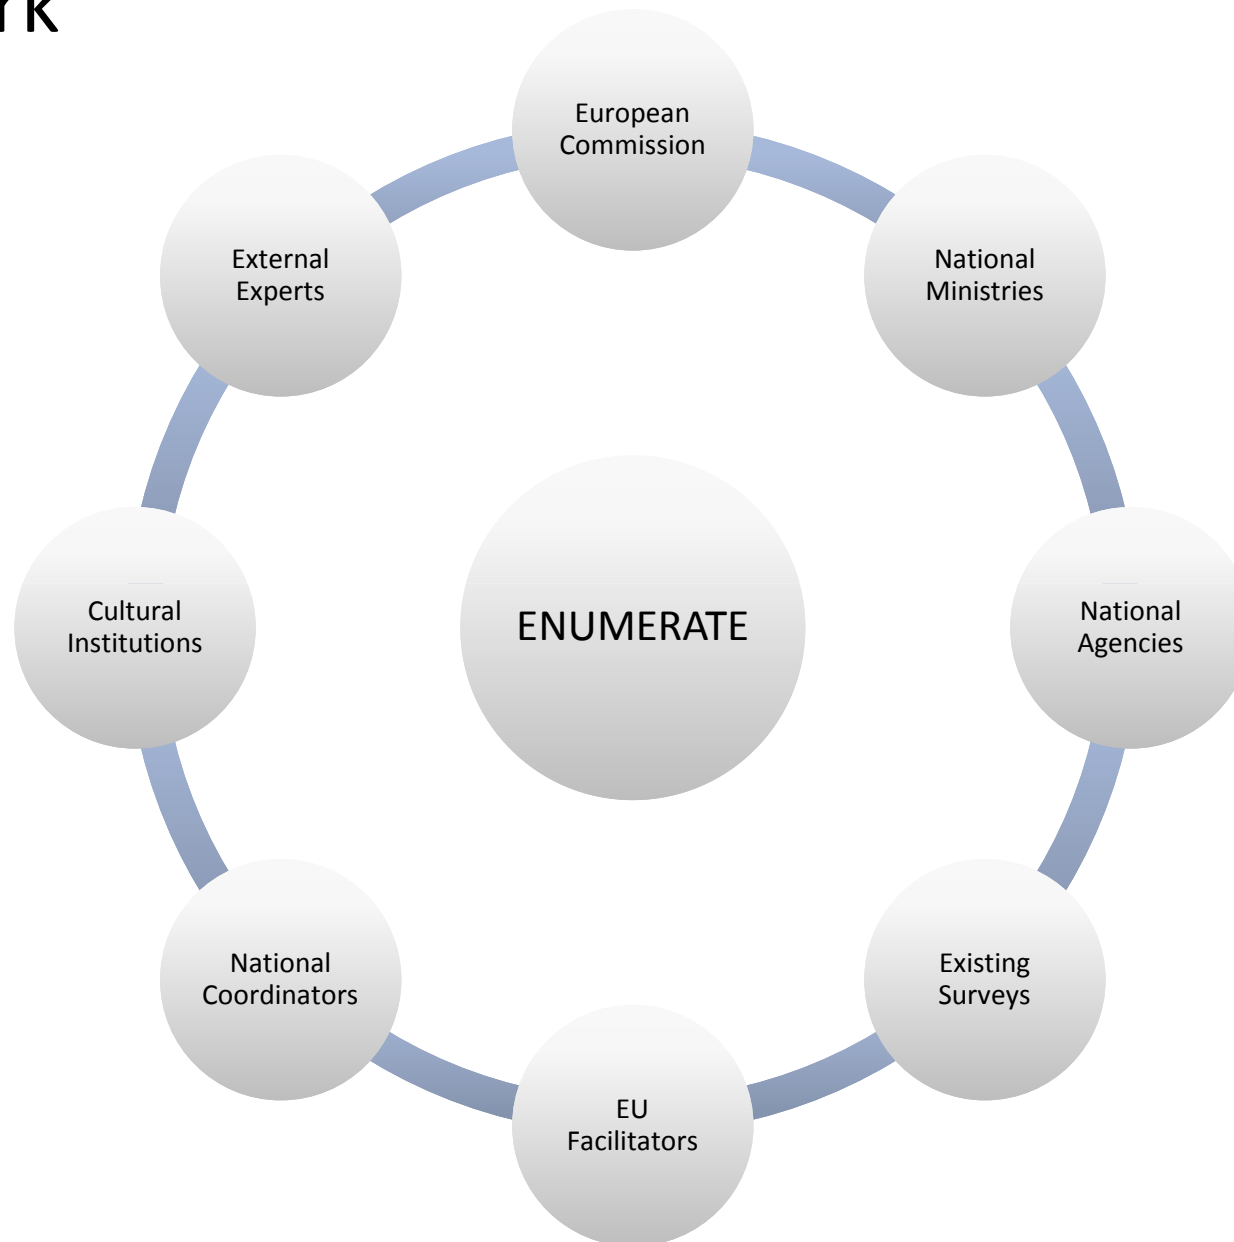 European
Commission
National
Ministries
National
Agencies
Existing
Surveys
EU
Facilitators
National
Coordinators
Cultural
Institutions
External
Experts
ENUMERATE